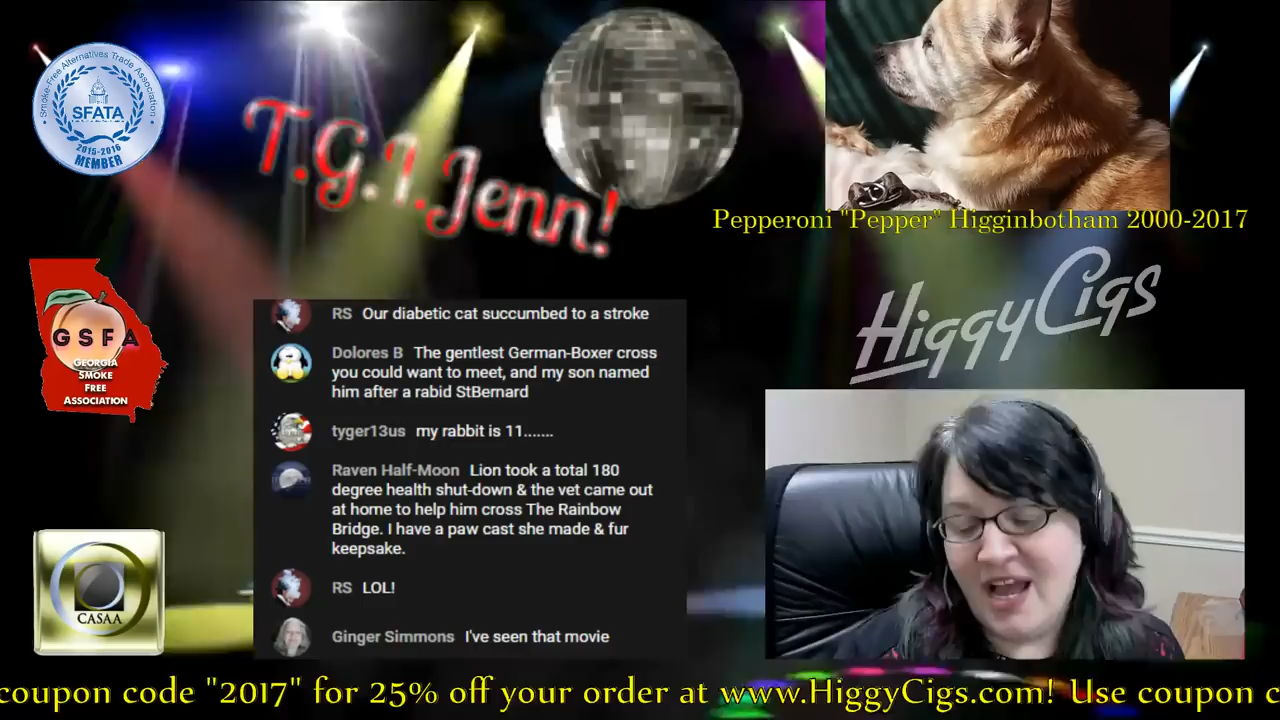 Smoke-Free Alternatives Trade Association
SFATA
2015-2016
MEMBER
T.G.I.Jenn!
Pepperoni "Pepper" Higginbotham 2000-2017
GSFA
GEORGIA
SMOKE
FREE
ASSOCIATION
HiggyCigs
RS Our diabetic cat succumbed to a stroke
Dolores B The gentlest German-Boxer cross
you could want to meet, and my son named
him after a rabid StBernard
tyger13us my rabbit is 11.......
Raven Half-Moon Lion took a total 180
degree health shut-down & the vet came out
at home to help him cross The Rainbow
Bridge. I have a paw cast she made & fur
keepsake.
RS LOL!
Ginger Simmons I've seen that movie
CASAA
coupon code "2017" for 25% off your order at www.HiggyCigs.com! Use coupon c